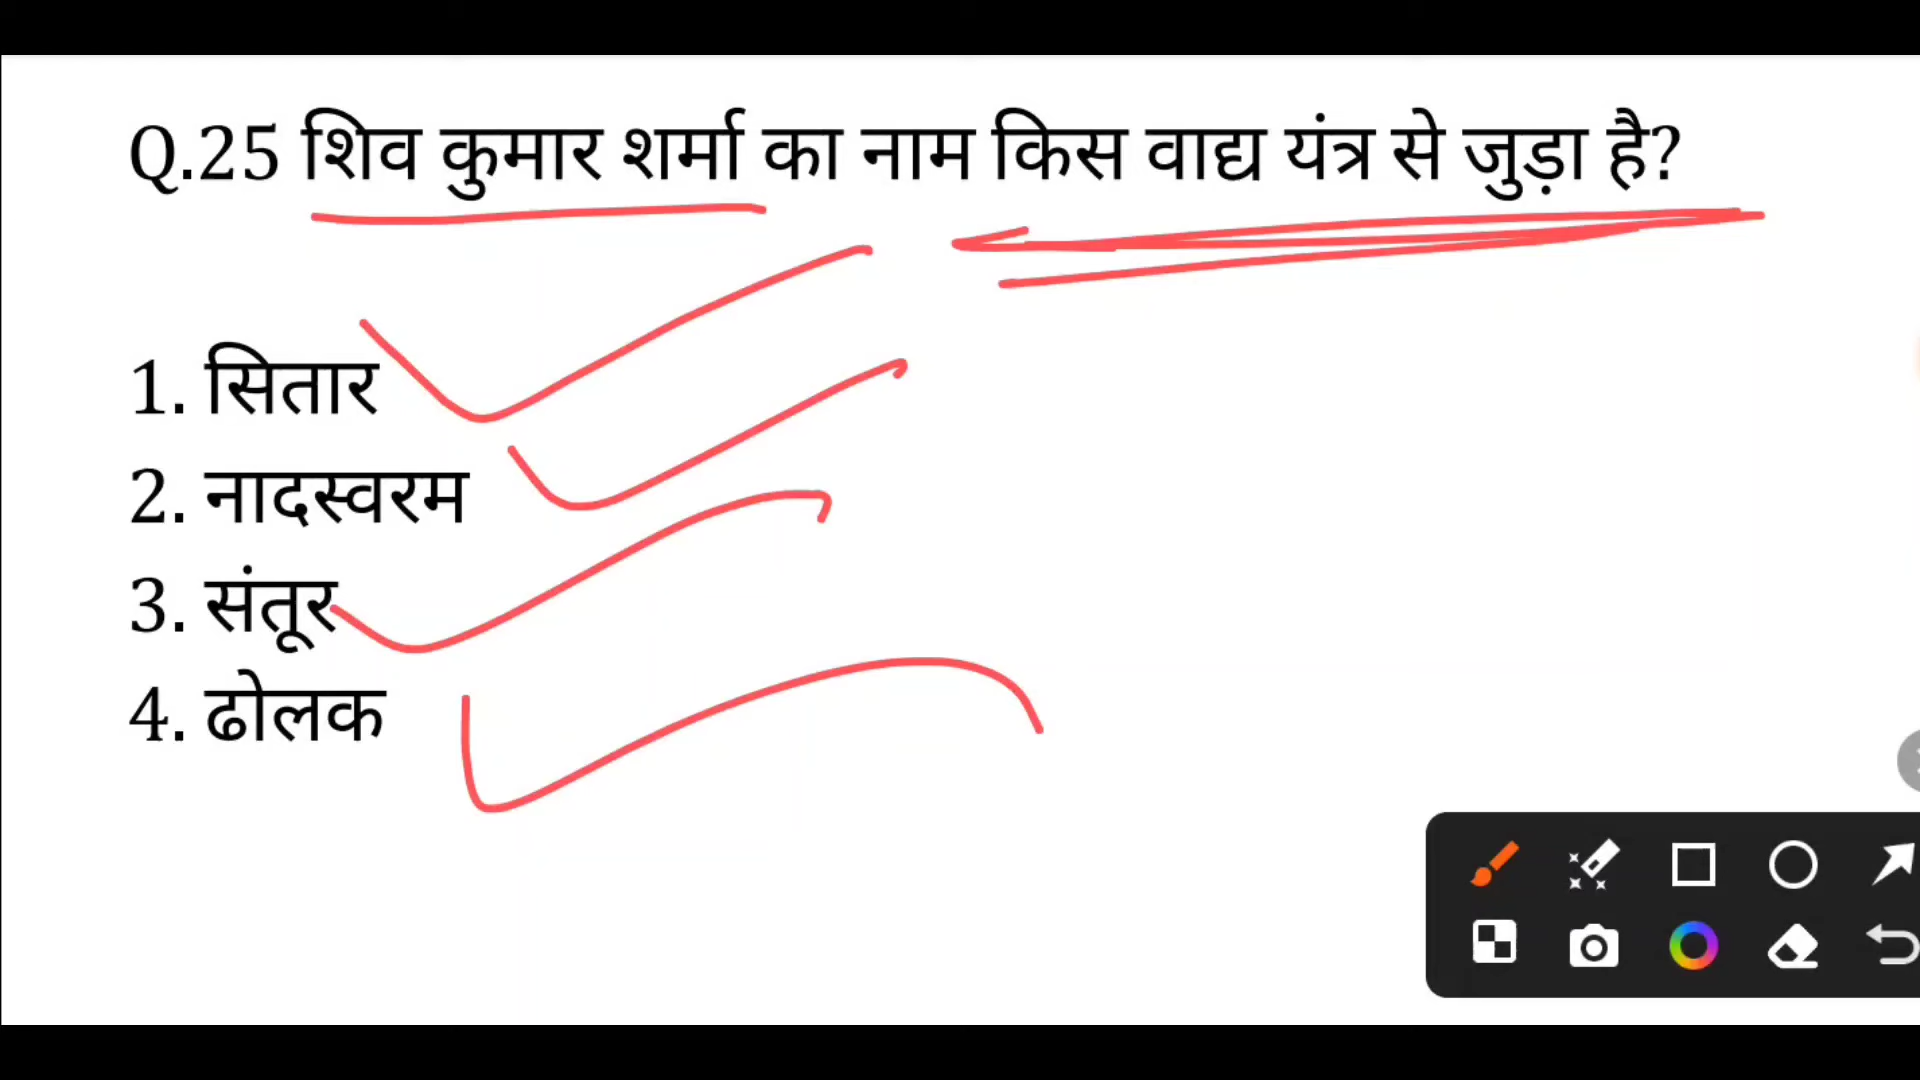 Q.25 शिव कुमार शर्मा का नाम किस वाद्य यंत्र से जुड़ा है?
1. सितार
2. नादस्वरम
3. संतूर
4. ढोलक